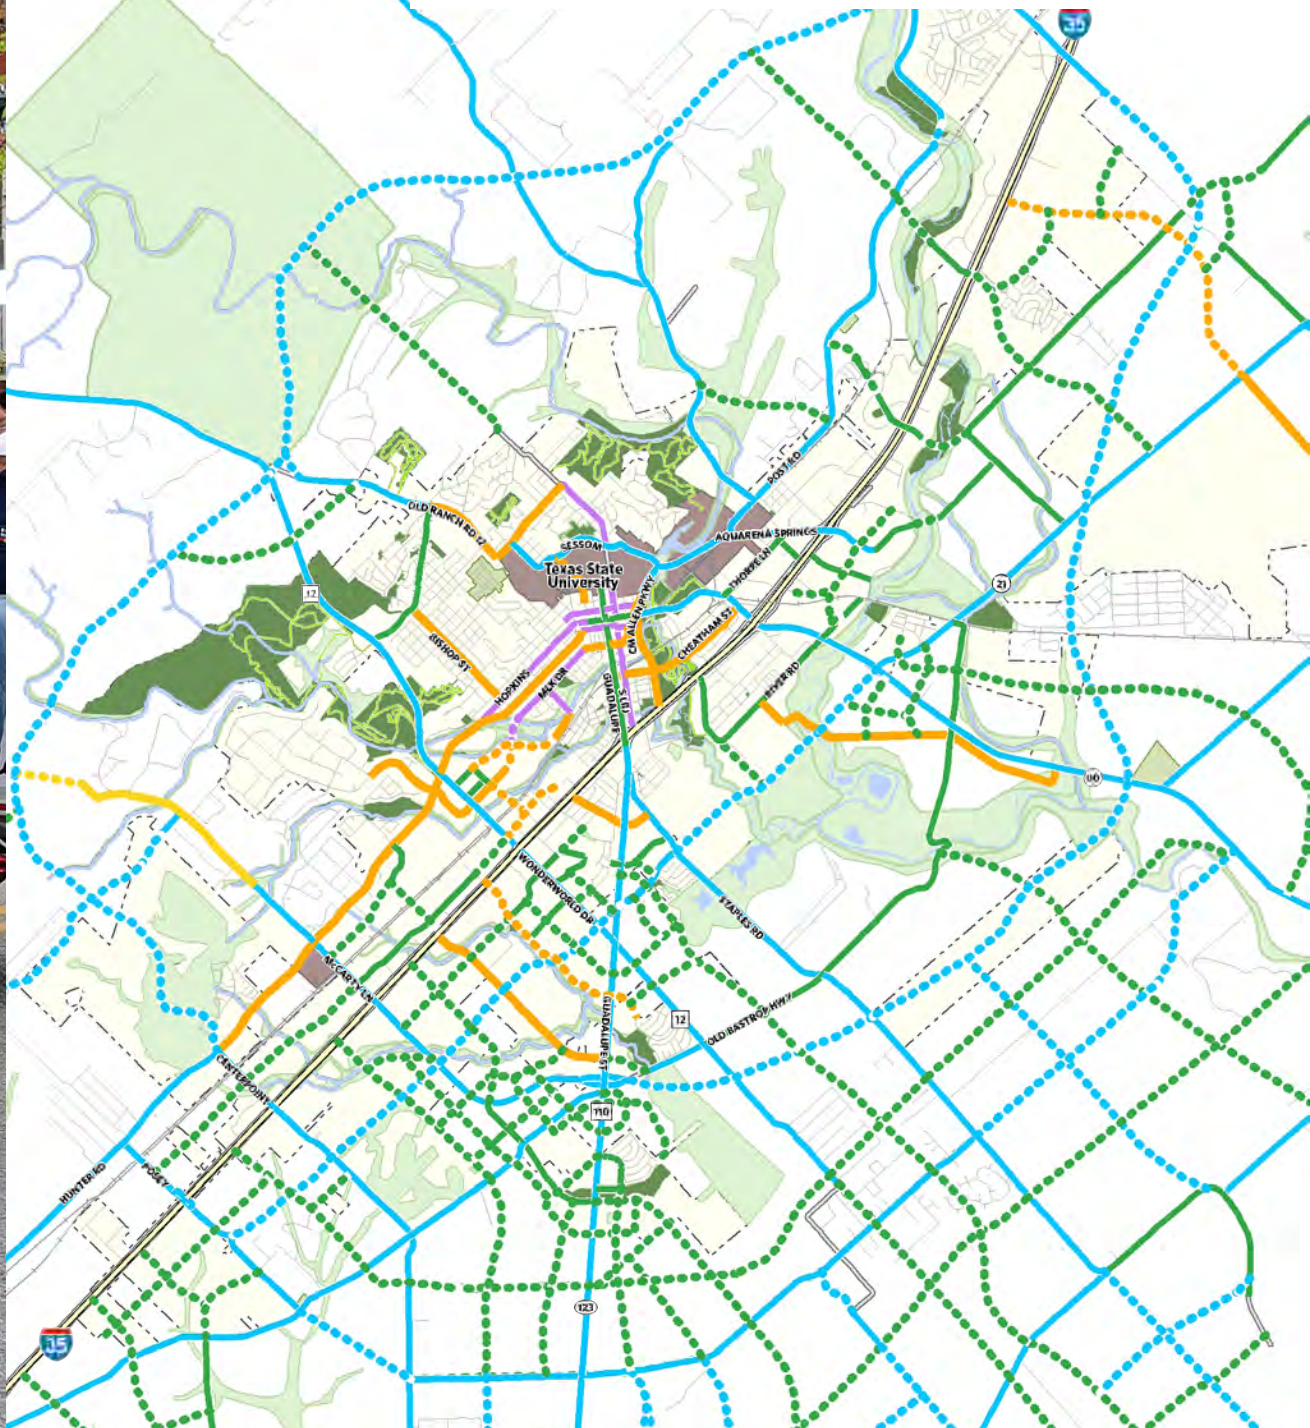 35
POST RD
OLD RANCH RD 12
SESSOM
AQUARENA SPRINGS
Texas State
University
THORPE LN
CM ALLEN PKWY
12
21
CHEATHAM ST
BISHOP ST
HOPKINS
MLK DR
S LBJ
GUADALUPE
RIVER RD
WONDERWORLD DR
STAPLES RD
MCCARTY LN
GUADALUPE ST
12
OLD BASTROP HWY
CENTERPOINT
110
HUNTER RD
POSEY
123
35